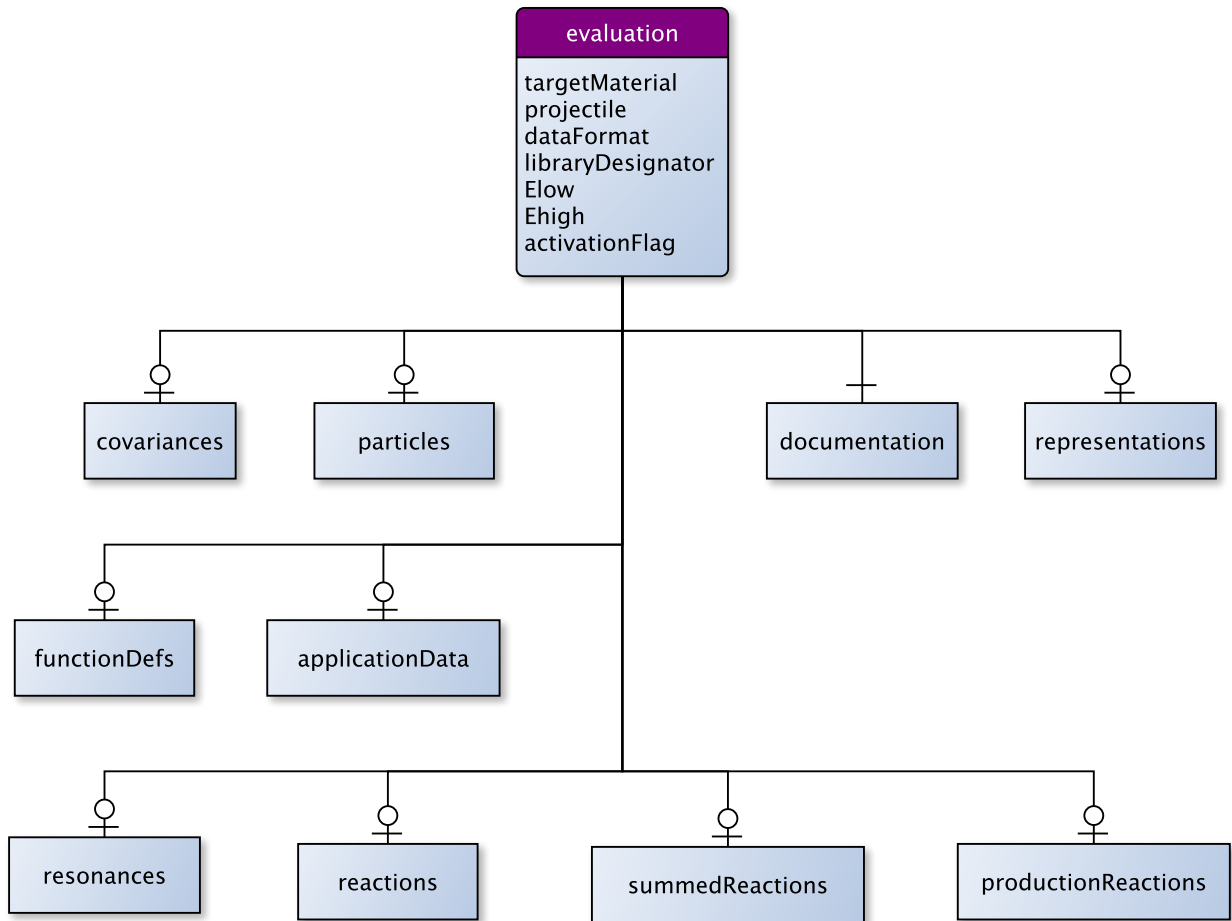 evaluation
targetMaterial
projectile
dataFormat
libraryDesignator
Elow
Ehigh
activationFlag
covariances
particles
documentation
representations
functionDefs
applicationData
resonances
reactions
summedReactions
productionReactions